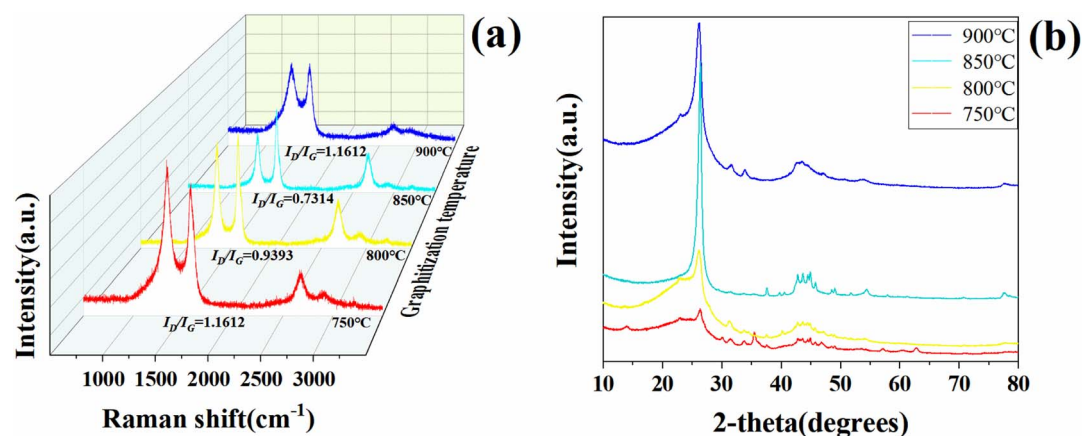 (a)
Intensity(a.u.)
I_D/I_G=1.1612
900°C
I_D/I_G=0.7314
850°C
I_D/I_G=0.9393
800°C
I_D/I_G=1.1612
750°C
Graphitization temperature
1000 1500 2000 2500 3000
Raman shift(cm⁻¹)
(b)
900°C
850°C
800°C
750°C
Intensity(a.u.)
10 20 30 40 50 60 70 80
2-theta(degrees)